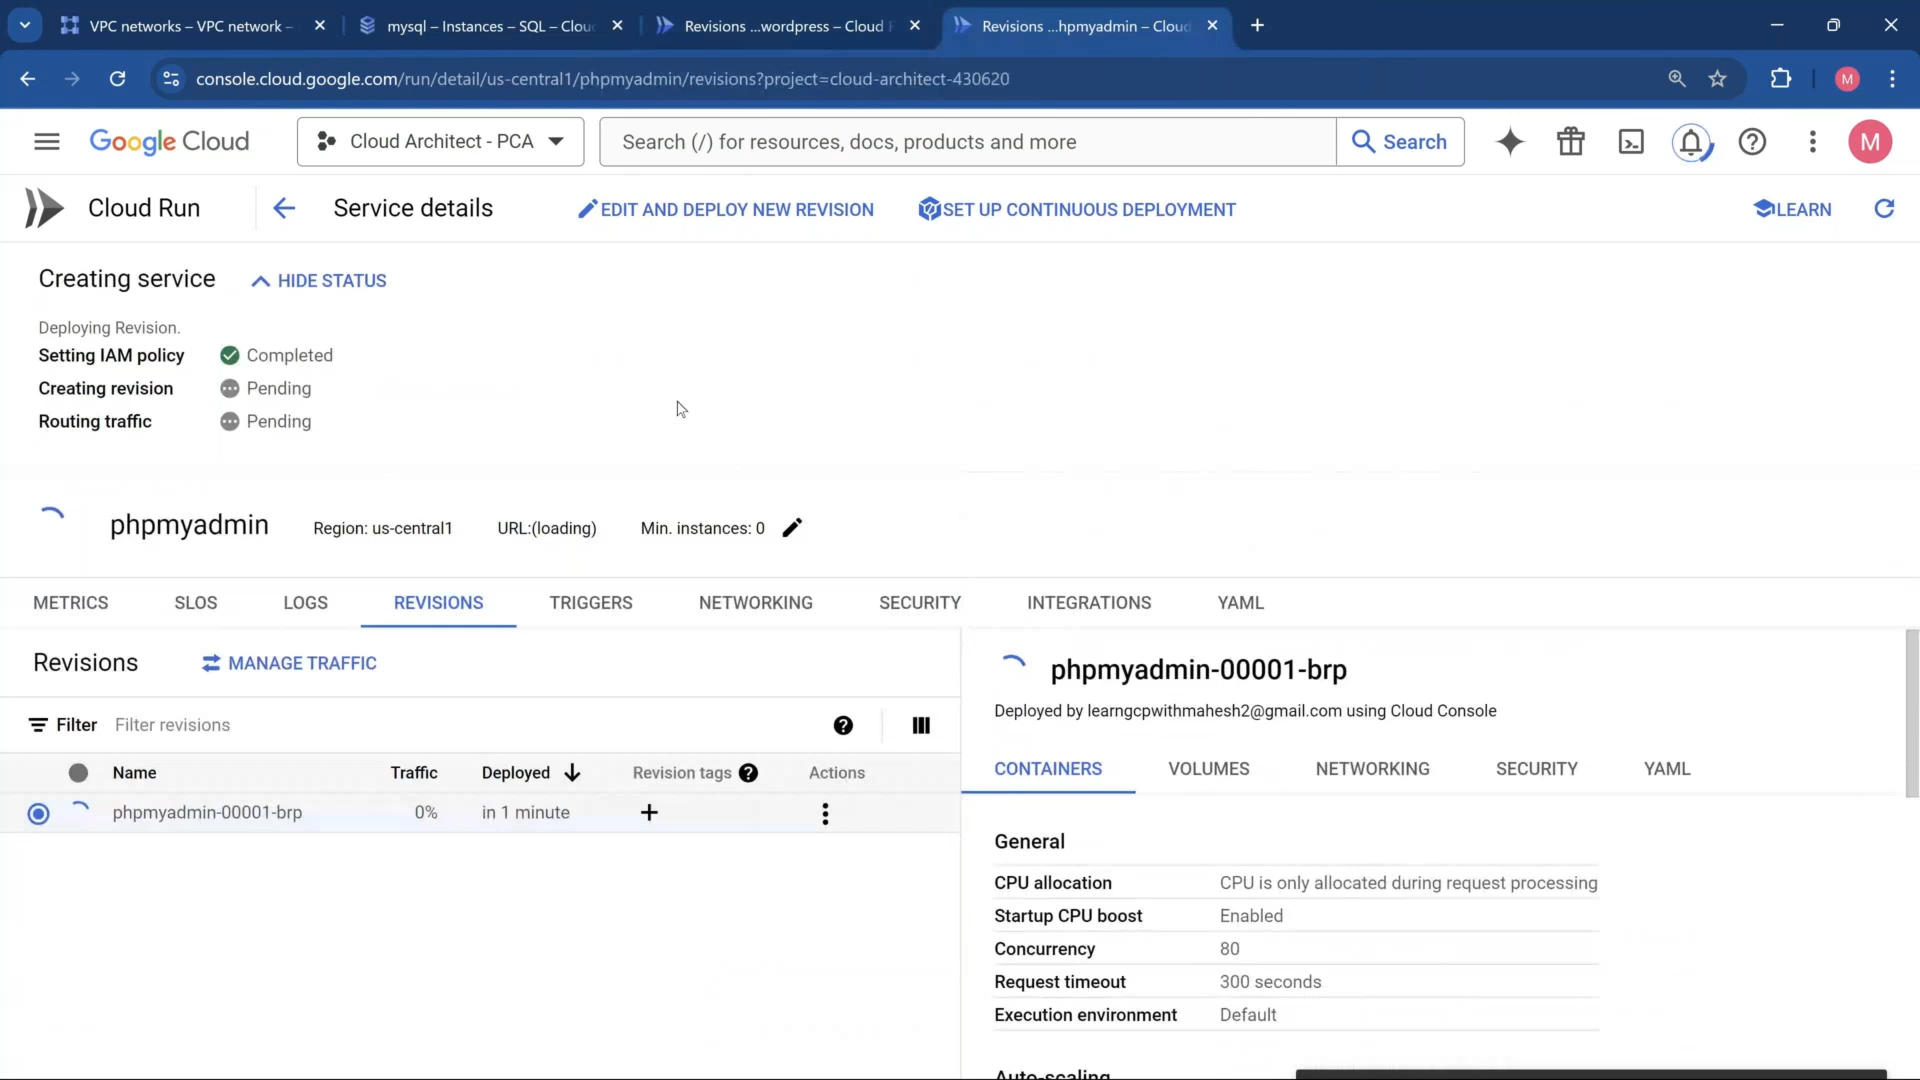 VPC networks – VPC network –
mysql – Instances – SQL – Clou
Revisions ...wordpress – Cloud
Revisions ...hpmyadmin – Cloud
console.cloud.google.com/run/detail/us-central1/phpmyadmin/revisions?project=cloud-architect-430620
M
Google Cloud
Cloud Architect - PCA
Search (/) for resources, docs, products and more
Search
M
Cloud Run
Service details
EDIT AND DEPLOY NEW REVISION
SET UP CONTINUOUS DEPLOYMENT
LEARN
Creating service
HIDE STATUS
Deploying Revision.
Setting IAM policy Completed
Creating revision Pending
Routing traffic Pending
phpmyadmin
Region: us-central1
URL:(loading)
Min. instances: 0
METRICS SLOS LOGS REVISIONS TRIGGERS NETWORKING SECURITY INTEGRATIONS YAML
Revisions
MANAGE TRAFFIC
Filter Filter revisions
Name Traffic Deployed Revision tags Actions
phpmyadmin-00001-brp 0% in 1 minute
phpmyadmin-00001-brp
Deployed by learngcpwithmahesh2@gmail.com using Cloud Console
CONTAINERS VOLUMES NETWORKING SECURITY YAML
General
CPU allocation CPU is only allocated during request processing
Startup CPU boost Enabled
Concurrency 80
Request timeout 300 seconds
Execution environment Default
Auto-scaling